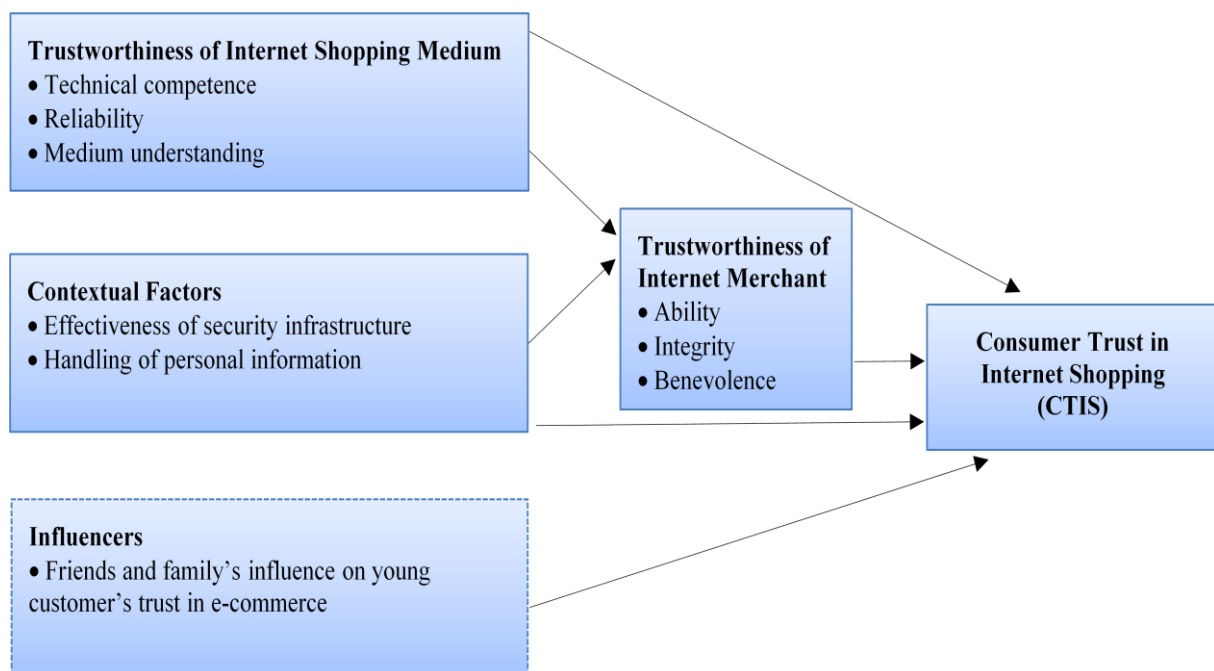 Trustworthiness of Internet Shopping Medium
• Technical competence
• Reliability
• Medium understanding
Contextual Factors
• Effectiveness of security infrastructure
• Handling of personal information
Influencers
• Friends and family’s influence on young
customer’s trust in e-commerce
Trustworthiness of
Internet Merchant
• Ability
• Integrity
• Benevolence
Consumer Trust in
Internet Shopping
(CTIS)